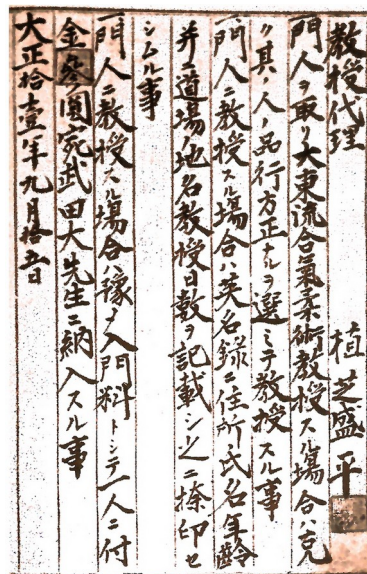 教授代理　植芝盛平
門人ヲ取リ大東流合氣柔術教授スル場合ハ克
ク其ノ人ノ品行方正ナルヲ選ミテ教授スル事
一門人ニ教授スル場合ハ英名録ニ住所氏名年齢
并ニ道場ノ地名教授日数ヲ記載シ之ニ捺印セ
シムル事
一門人ニ教授スル場合ハ豫メ入門料トシテ一人ニ付
金参圓宛武田大先生ニ納入スル事
大正拾壹年九月拾五日